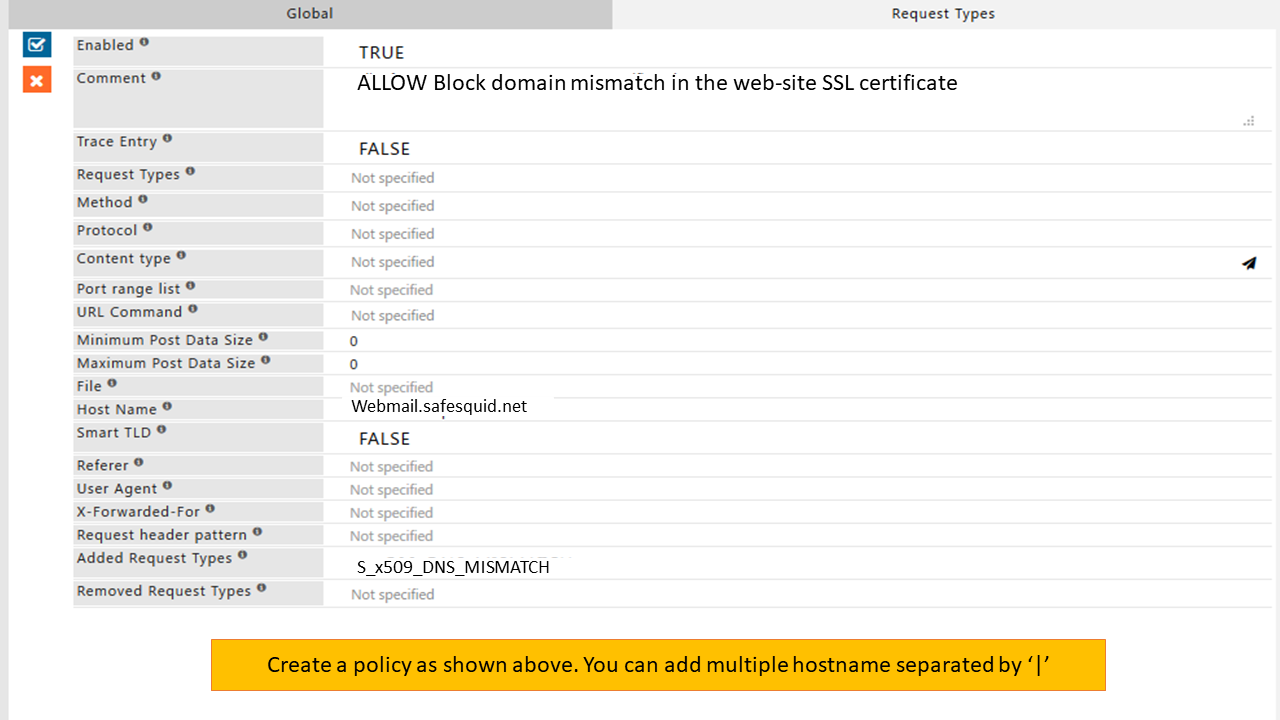 Global Request Types
Enabled TRUE
Comment ALLOW Block domain mismatch in the web-site SSL certificate
Trace Entry FALSE
Request Types Not specified
Method Not specified
Protocol Not specified
Content type Not specified
Port range list Not specified
URL Command Not specified
Minimum Post Data Size 0
Maximum Post Data Size 0
File Not specified
Host Name Webmail.safesquid.net
Smart TLD FALSE
Referer Not specified
User Agent Not specified
X-Forwarded-For Not specified
Request header pattern Not specified
Added Request Types S_x509_DNS_MISMATCH
Removed Request Types Not specified
Create a policy as shown above. You can add multiple hostname separated by ‘|’